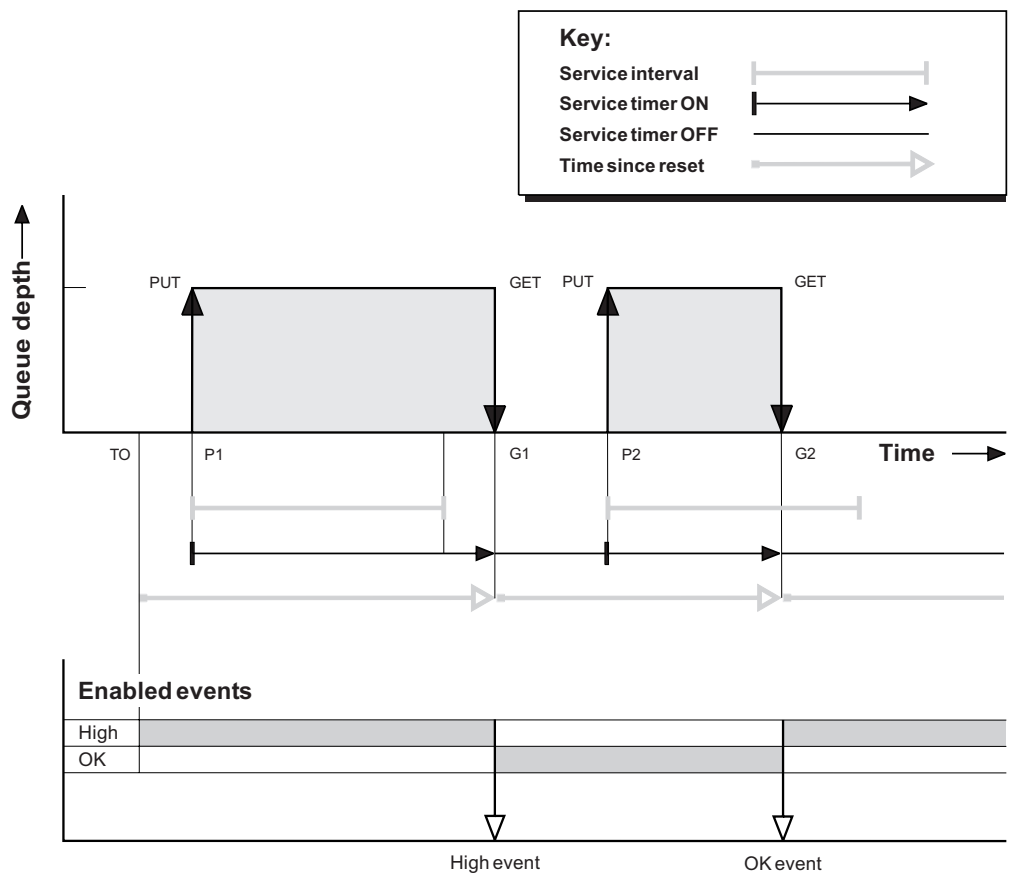 Key:
Service interval
Service timer ON
Service timer OFF
Time since reset
Queue depth
PUT
GET
PUT
GET
TO
P1
G1
P2
G2
Time
Enabled events
High
OK
High event
OK event